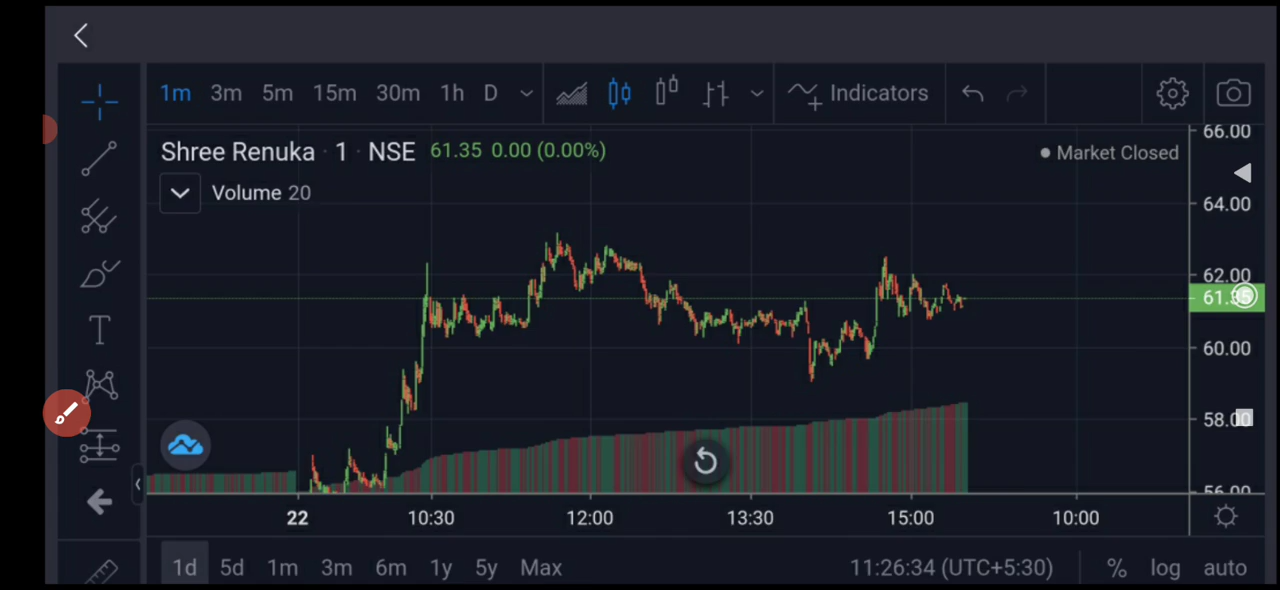 1m 3m 5m 15m 30m 1h D Indicators
Shree Renuka · 1 · NSE 61.35 0.00 (0.00%)
Market Closed
Volume 20
66.00
64.00
62.00
61.35
60.00
58.00
56.00
22 10:30 12:00 13:30 15:00 10:00
1d 5d 1m 3m 6m 1y 5y Max 11:26:34 (UTC+5:30) % log auto